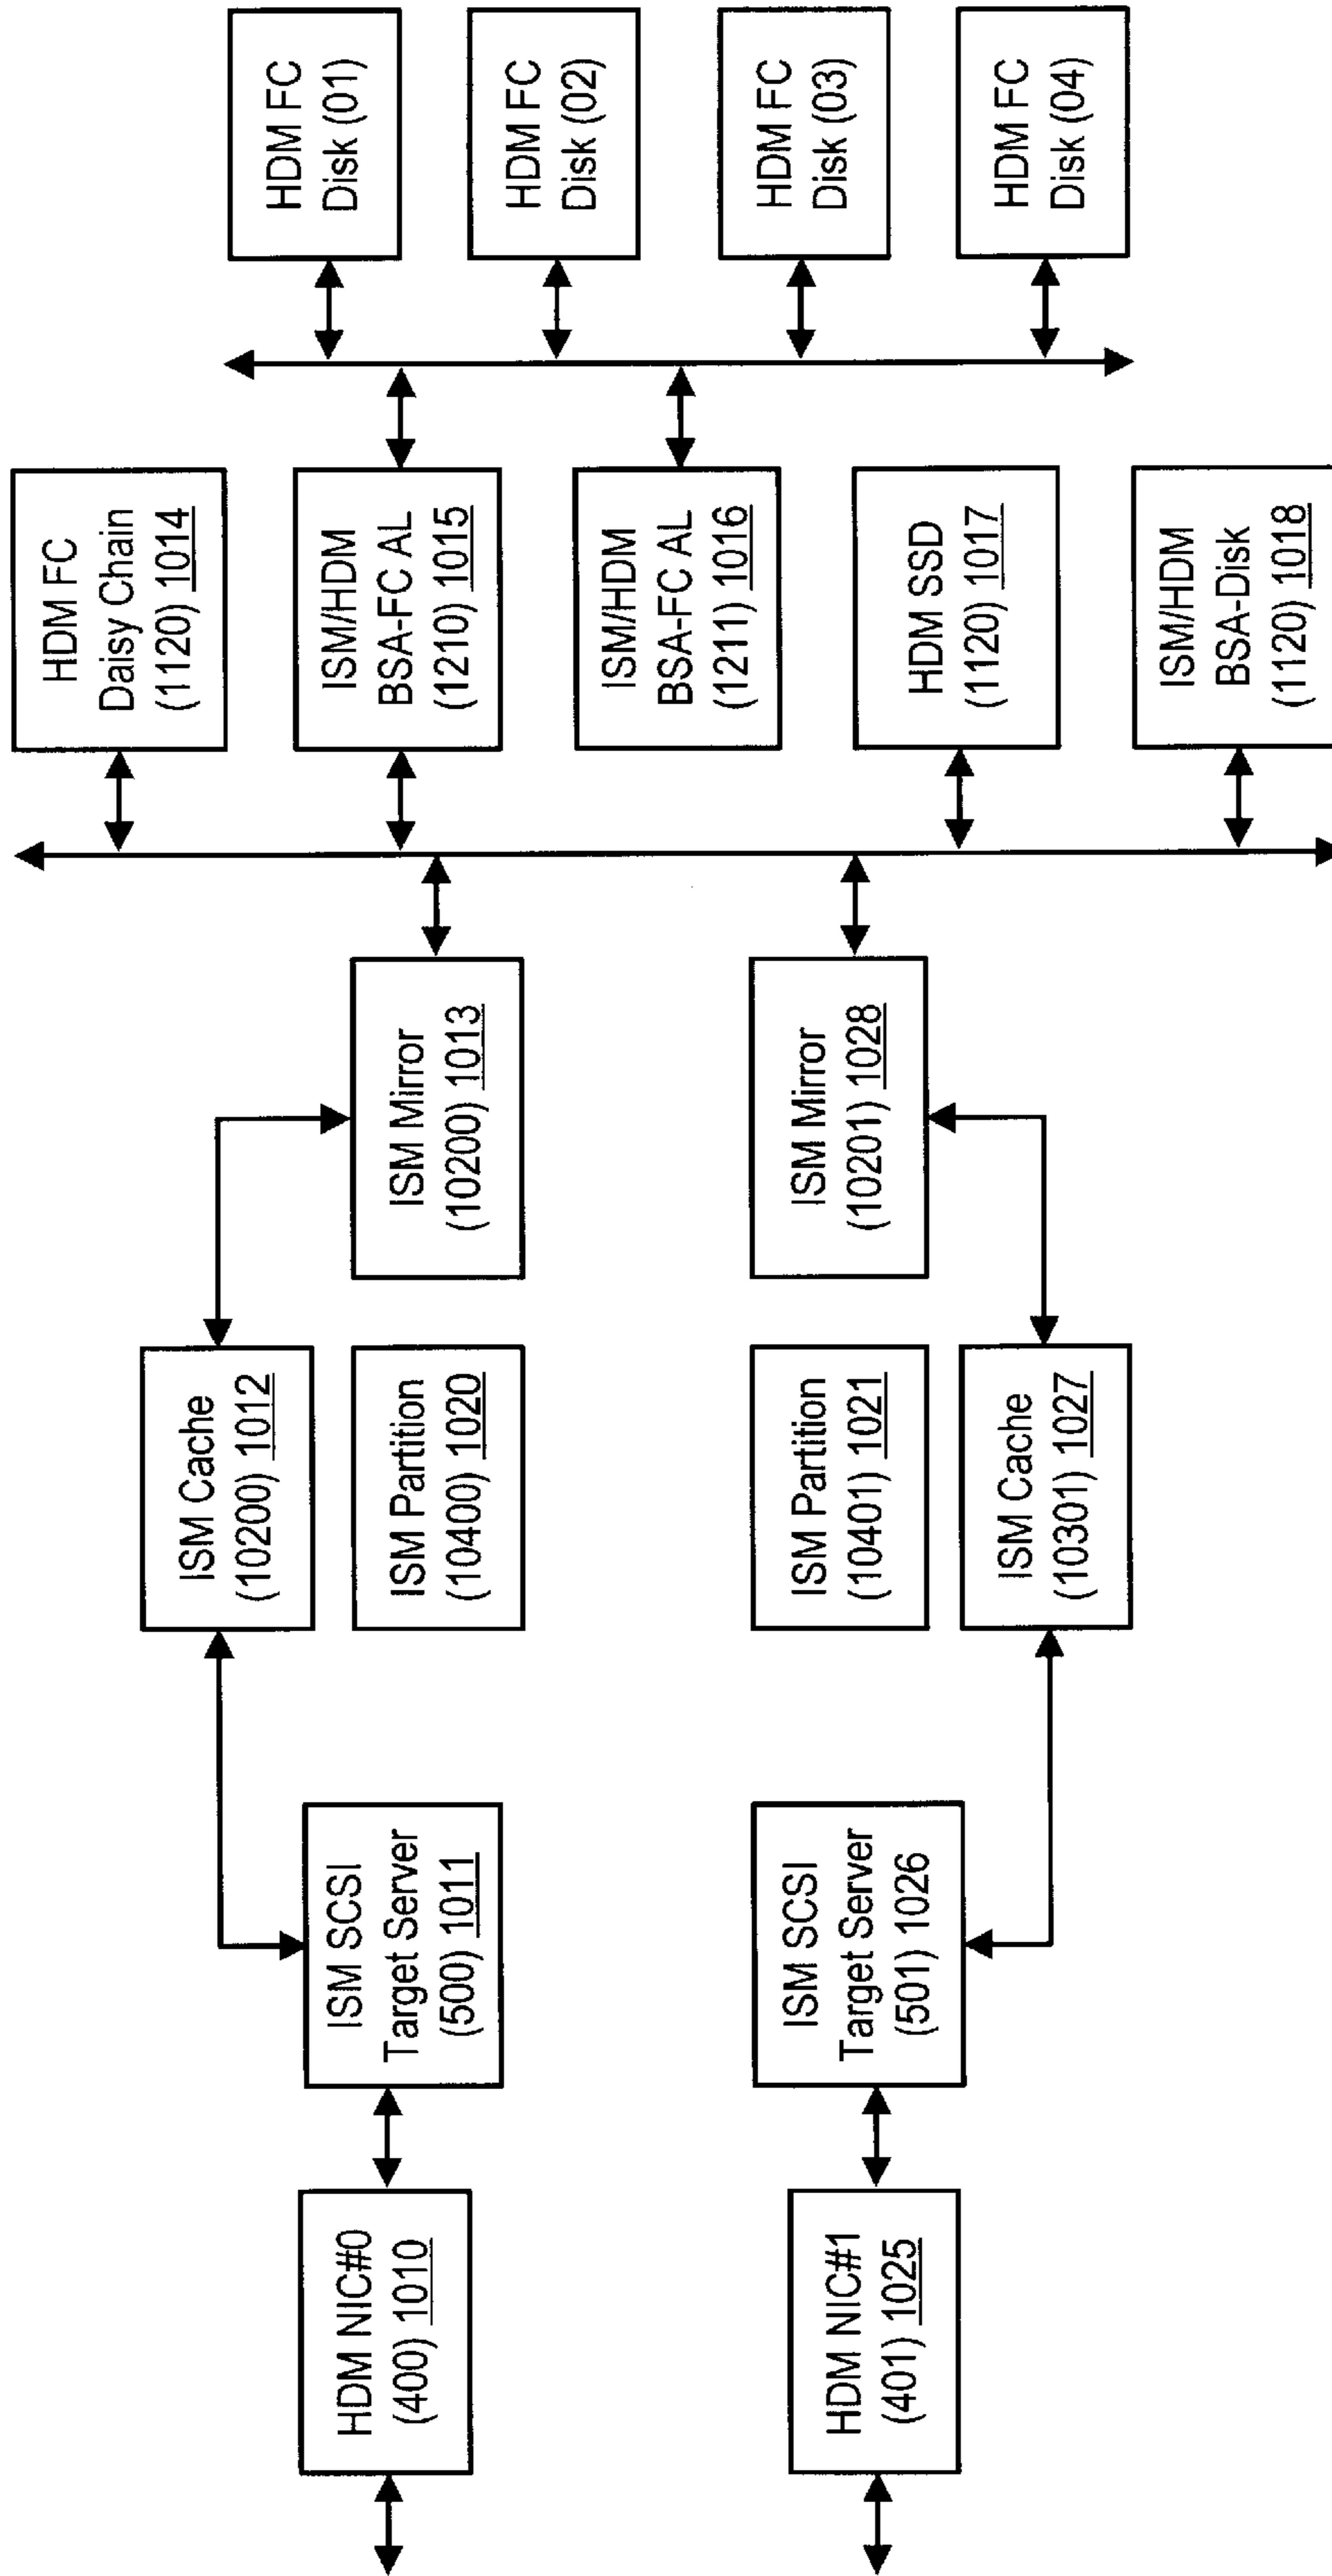 HDM NIC#0
(400) 1010
ISM SCSI
Target Server
(500) 1011
ISM Cache
(10200) 1012
ISM Partition
(10400) 1020
ISM Mirror
(10200) 1013
HDM NIC#1
(401) 1025
ISM SCSI
Target Server
(501) 1026
ISM Partition
(10401) 1021
ISM Cache
(10301) 1027
ISM Mirror
(10201) 1028
HDM FC
Daisy Chain
(1120) 1014
ISM/HDM
BSA-FC AL
(1210) 1015
ISM/HDM
BSA-FC AL
(1211) 1016
HDM SSD
(1120) 1017
ISM/HDM
BSA-Disk
(1120) 1018
HDM FC
Disk (01)
HDM FC
Disk (02)
HDM FC
Disk (03)
HDM FC
Disk (04)